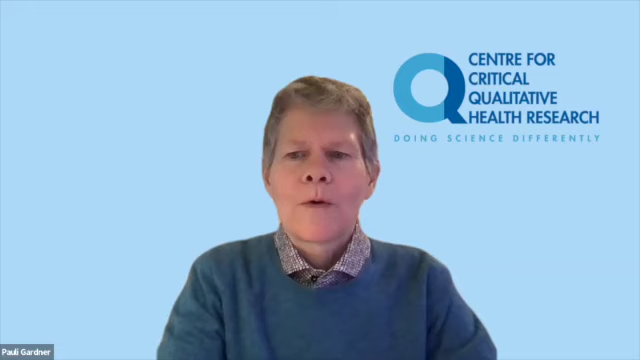 CENTRE FOR
CRITICAL
QUALITATIVE
HEALTH RESEARCH
DOING SCIENCE DIFFERENTLY
Pauli Gardner